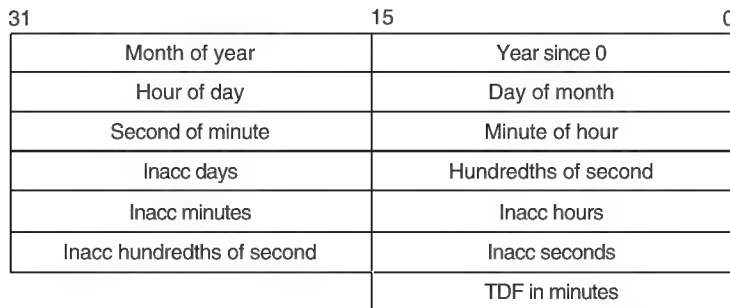 31 15 0
Month of year Year since 0
Hour of day Day of month
Second of minute Minute of hour
Inacc days Hundredths of second
Inacc minutes Inacc hours
Inacc hundredths of second Inacc seconds
TDF in minutes